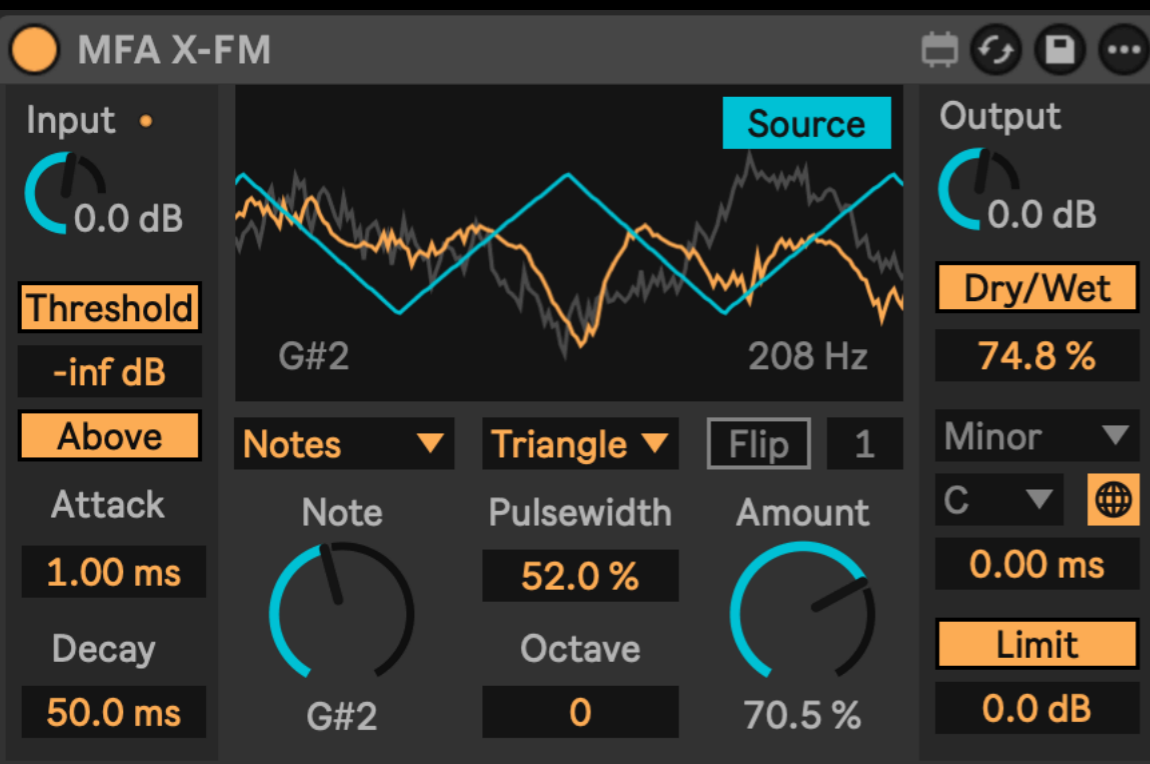 MFA X-FM
Input
0.0 dB
Threshold
-inf dB
Above
Attack
1.00 ms
Decay
50.0 ms
Source
G#2
208 Hz
Notes
Triangle
Flip
1
Note
G#2
Pulsewidth
52.0 %
Octave
0
Amount
70.5 %
Output
0.0 dB
Dry/Wet
74.8 %
Minor
C
0.00 ms
Limit
0.0 dB